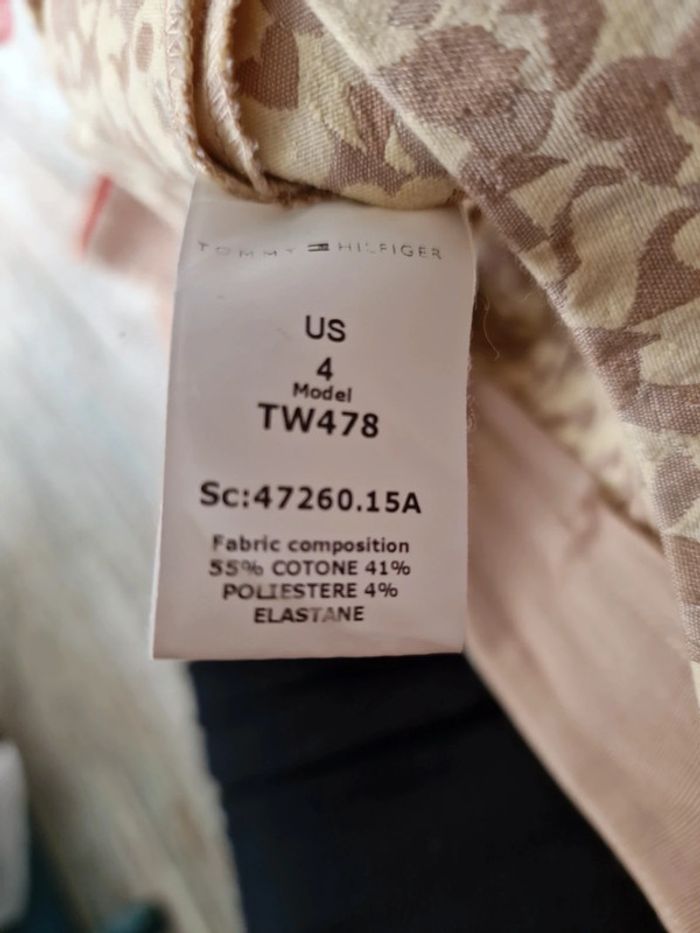 TOMMY HILFIGER
US
4
Model
TW478
Sc:47260.15A
Fabric composition
55% COTONE 41%
POLIESTERE 4%
ELASTANE